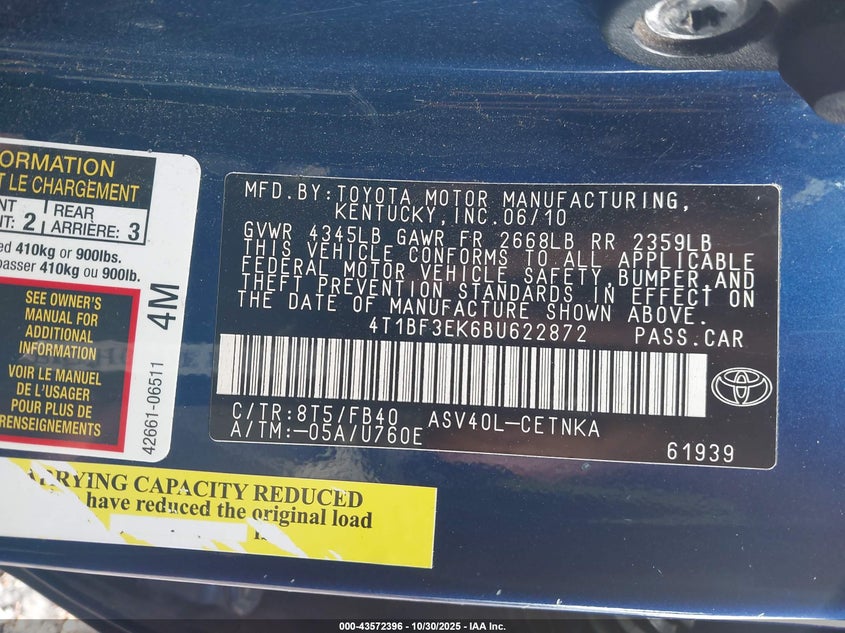 ORMATION
T LE CHARGEMENT
NT
T: 2
REAR
ARRIÈRE: 3
ed 410kg or 900lbs.
passer 410kg ou 900lb.
SEE OWNER'S
MANUAL FOR
ADDITIONAL
INFORMATION
VOIR LE MANUEL
DE L'USAGER
POUR PLUS DE
RENSEIGNEMENTS
4M
42661-06511
MFD.BY:TOYOTA MOTOR MANUFACTURING,
KENTUCKY,INC.06/10
GVWR 4345LB GAWR FR 2668LB RR 2359LB
THIS VEHICLE CONFORMS TO ALL APPLICABLE
FEDERAL MOTOR VEHICLE SAFETY,BUMPER,AND
THEFT PREVENTION STANDARDS IN EFFECT ON
THE DATE OF MANUFACTURE SHOWN ABOVE.
4T1BF3EK6BU622872 PASS.CAR
C/TR:8T5/FB40 ASV40L-CETNKA
A/TM:-05A/U760E
61939
ARRYING CAPACITY REDUCED
have reduced the original load
000-43572396 - 10/30/2025 - IAA Inc.